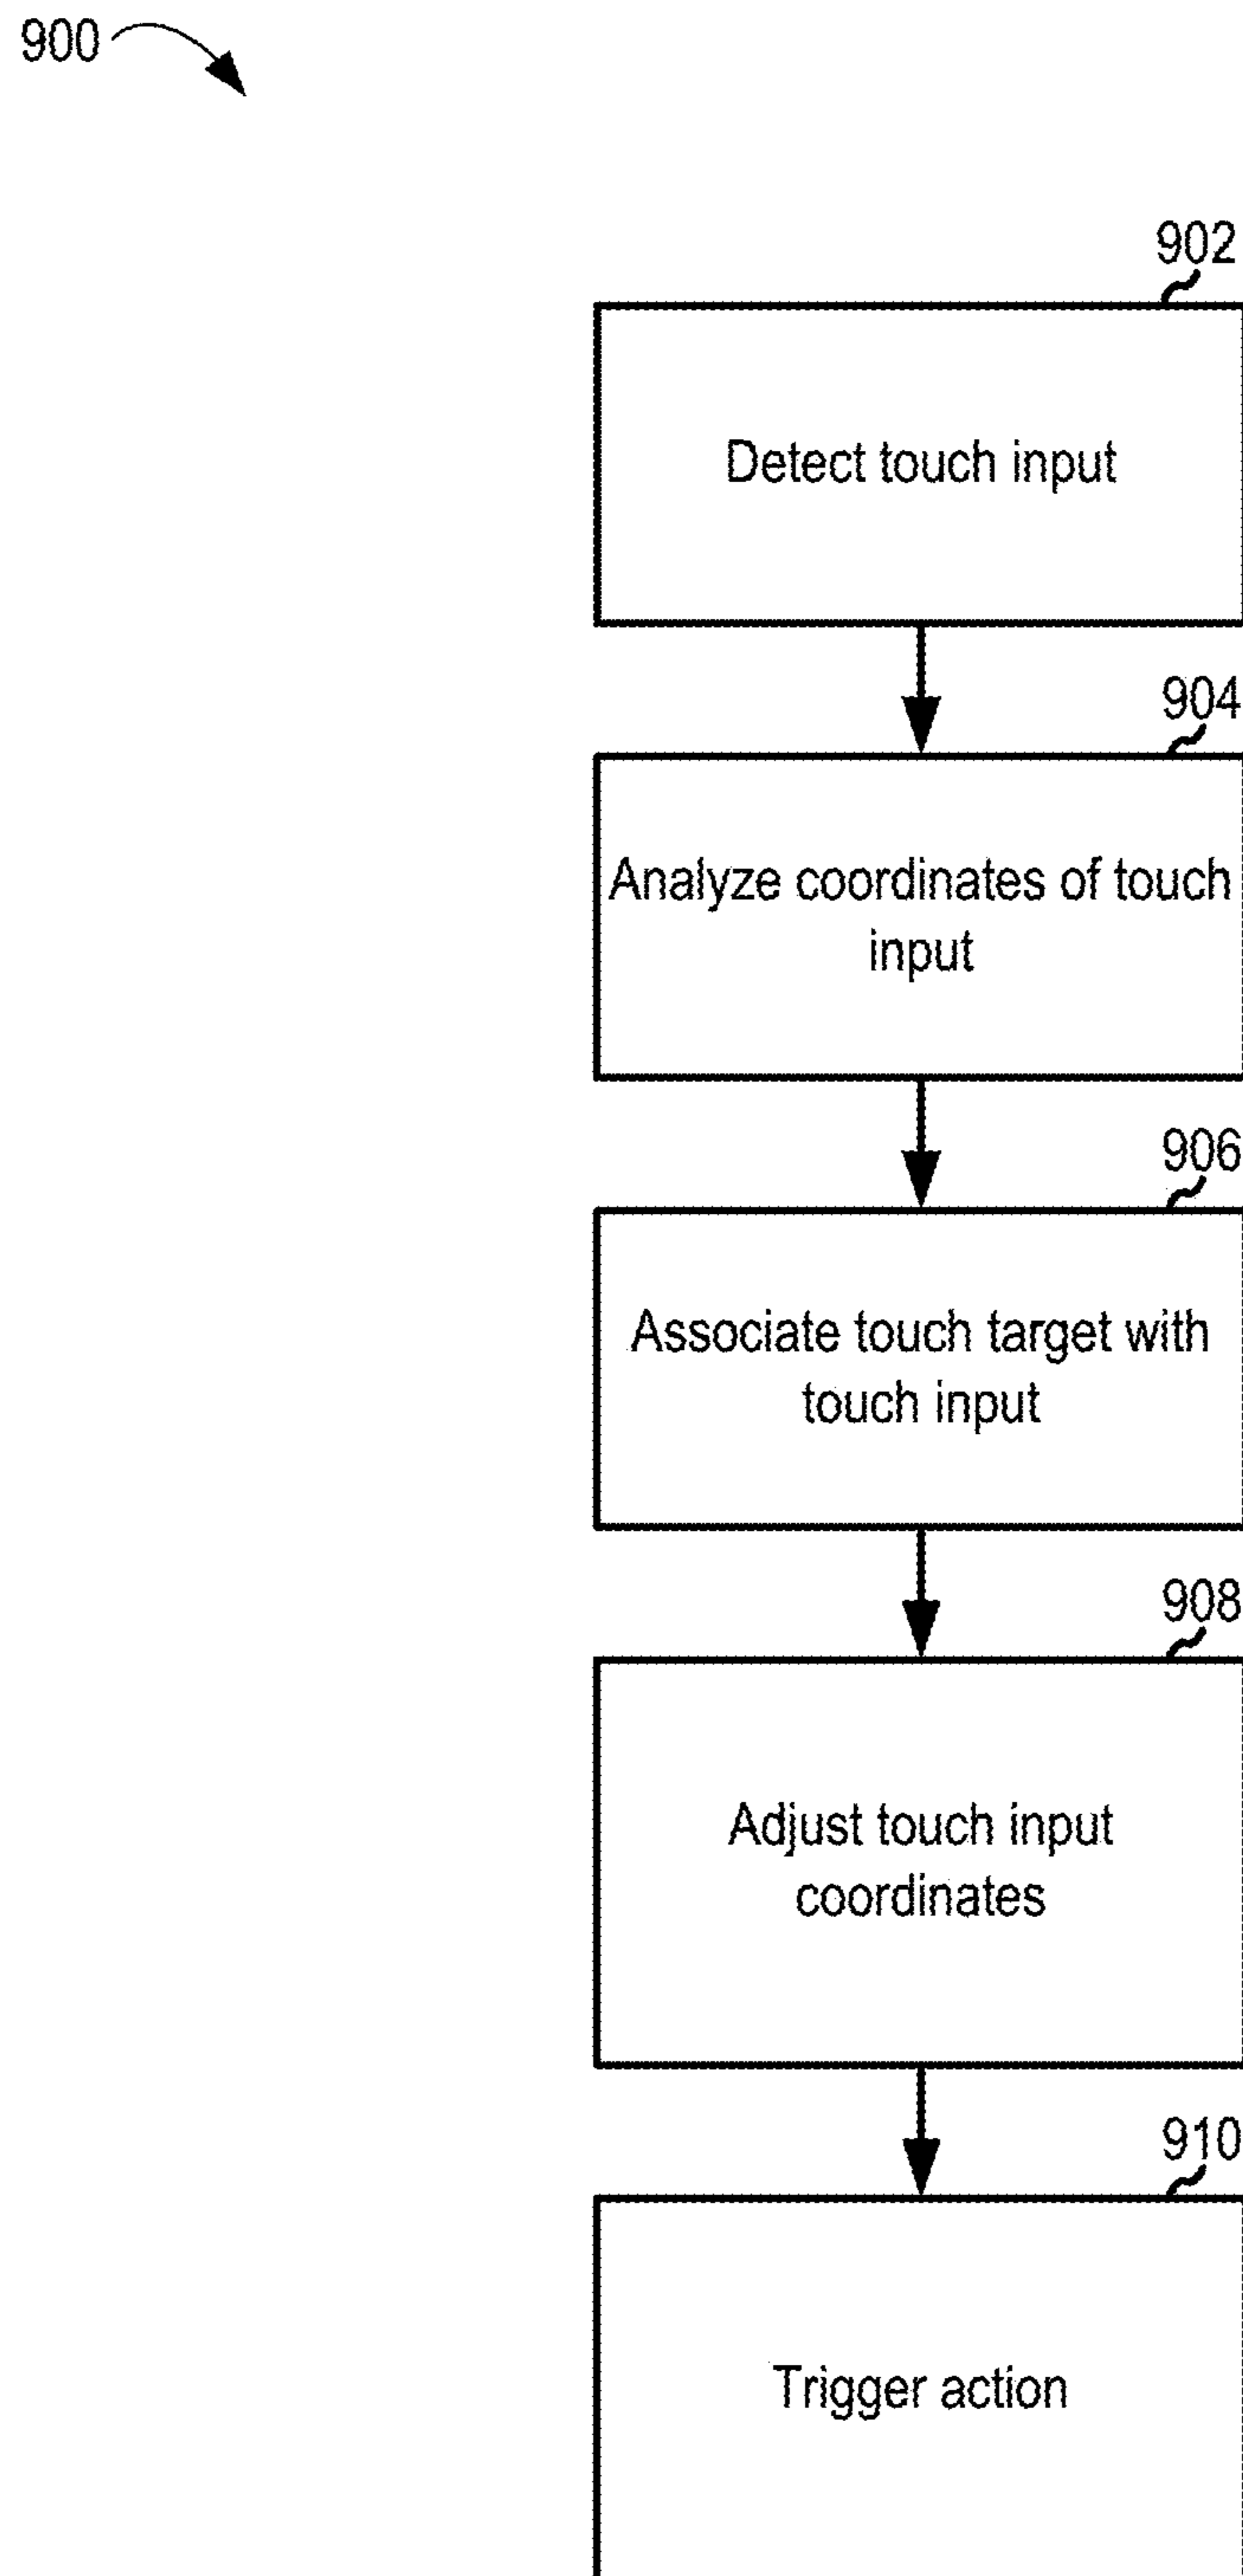 900
902
Detect touch input
904
Analyze coordinates of touch
input
906
Associate touch target with
touch input
908
Adjust touch input
coordinates
910
Trigger action